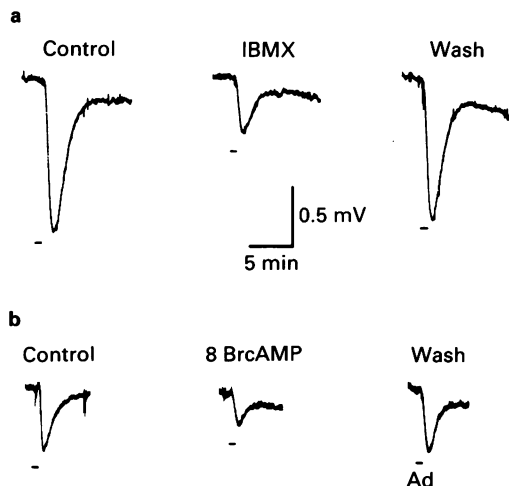 a
Control IBMX Wash
0.5 mV
5 min
b
Control 8 BrcAMP Wash
Ad